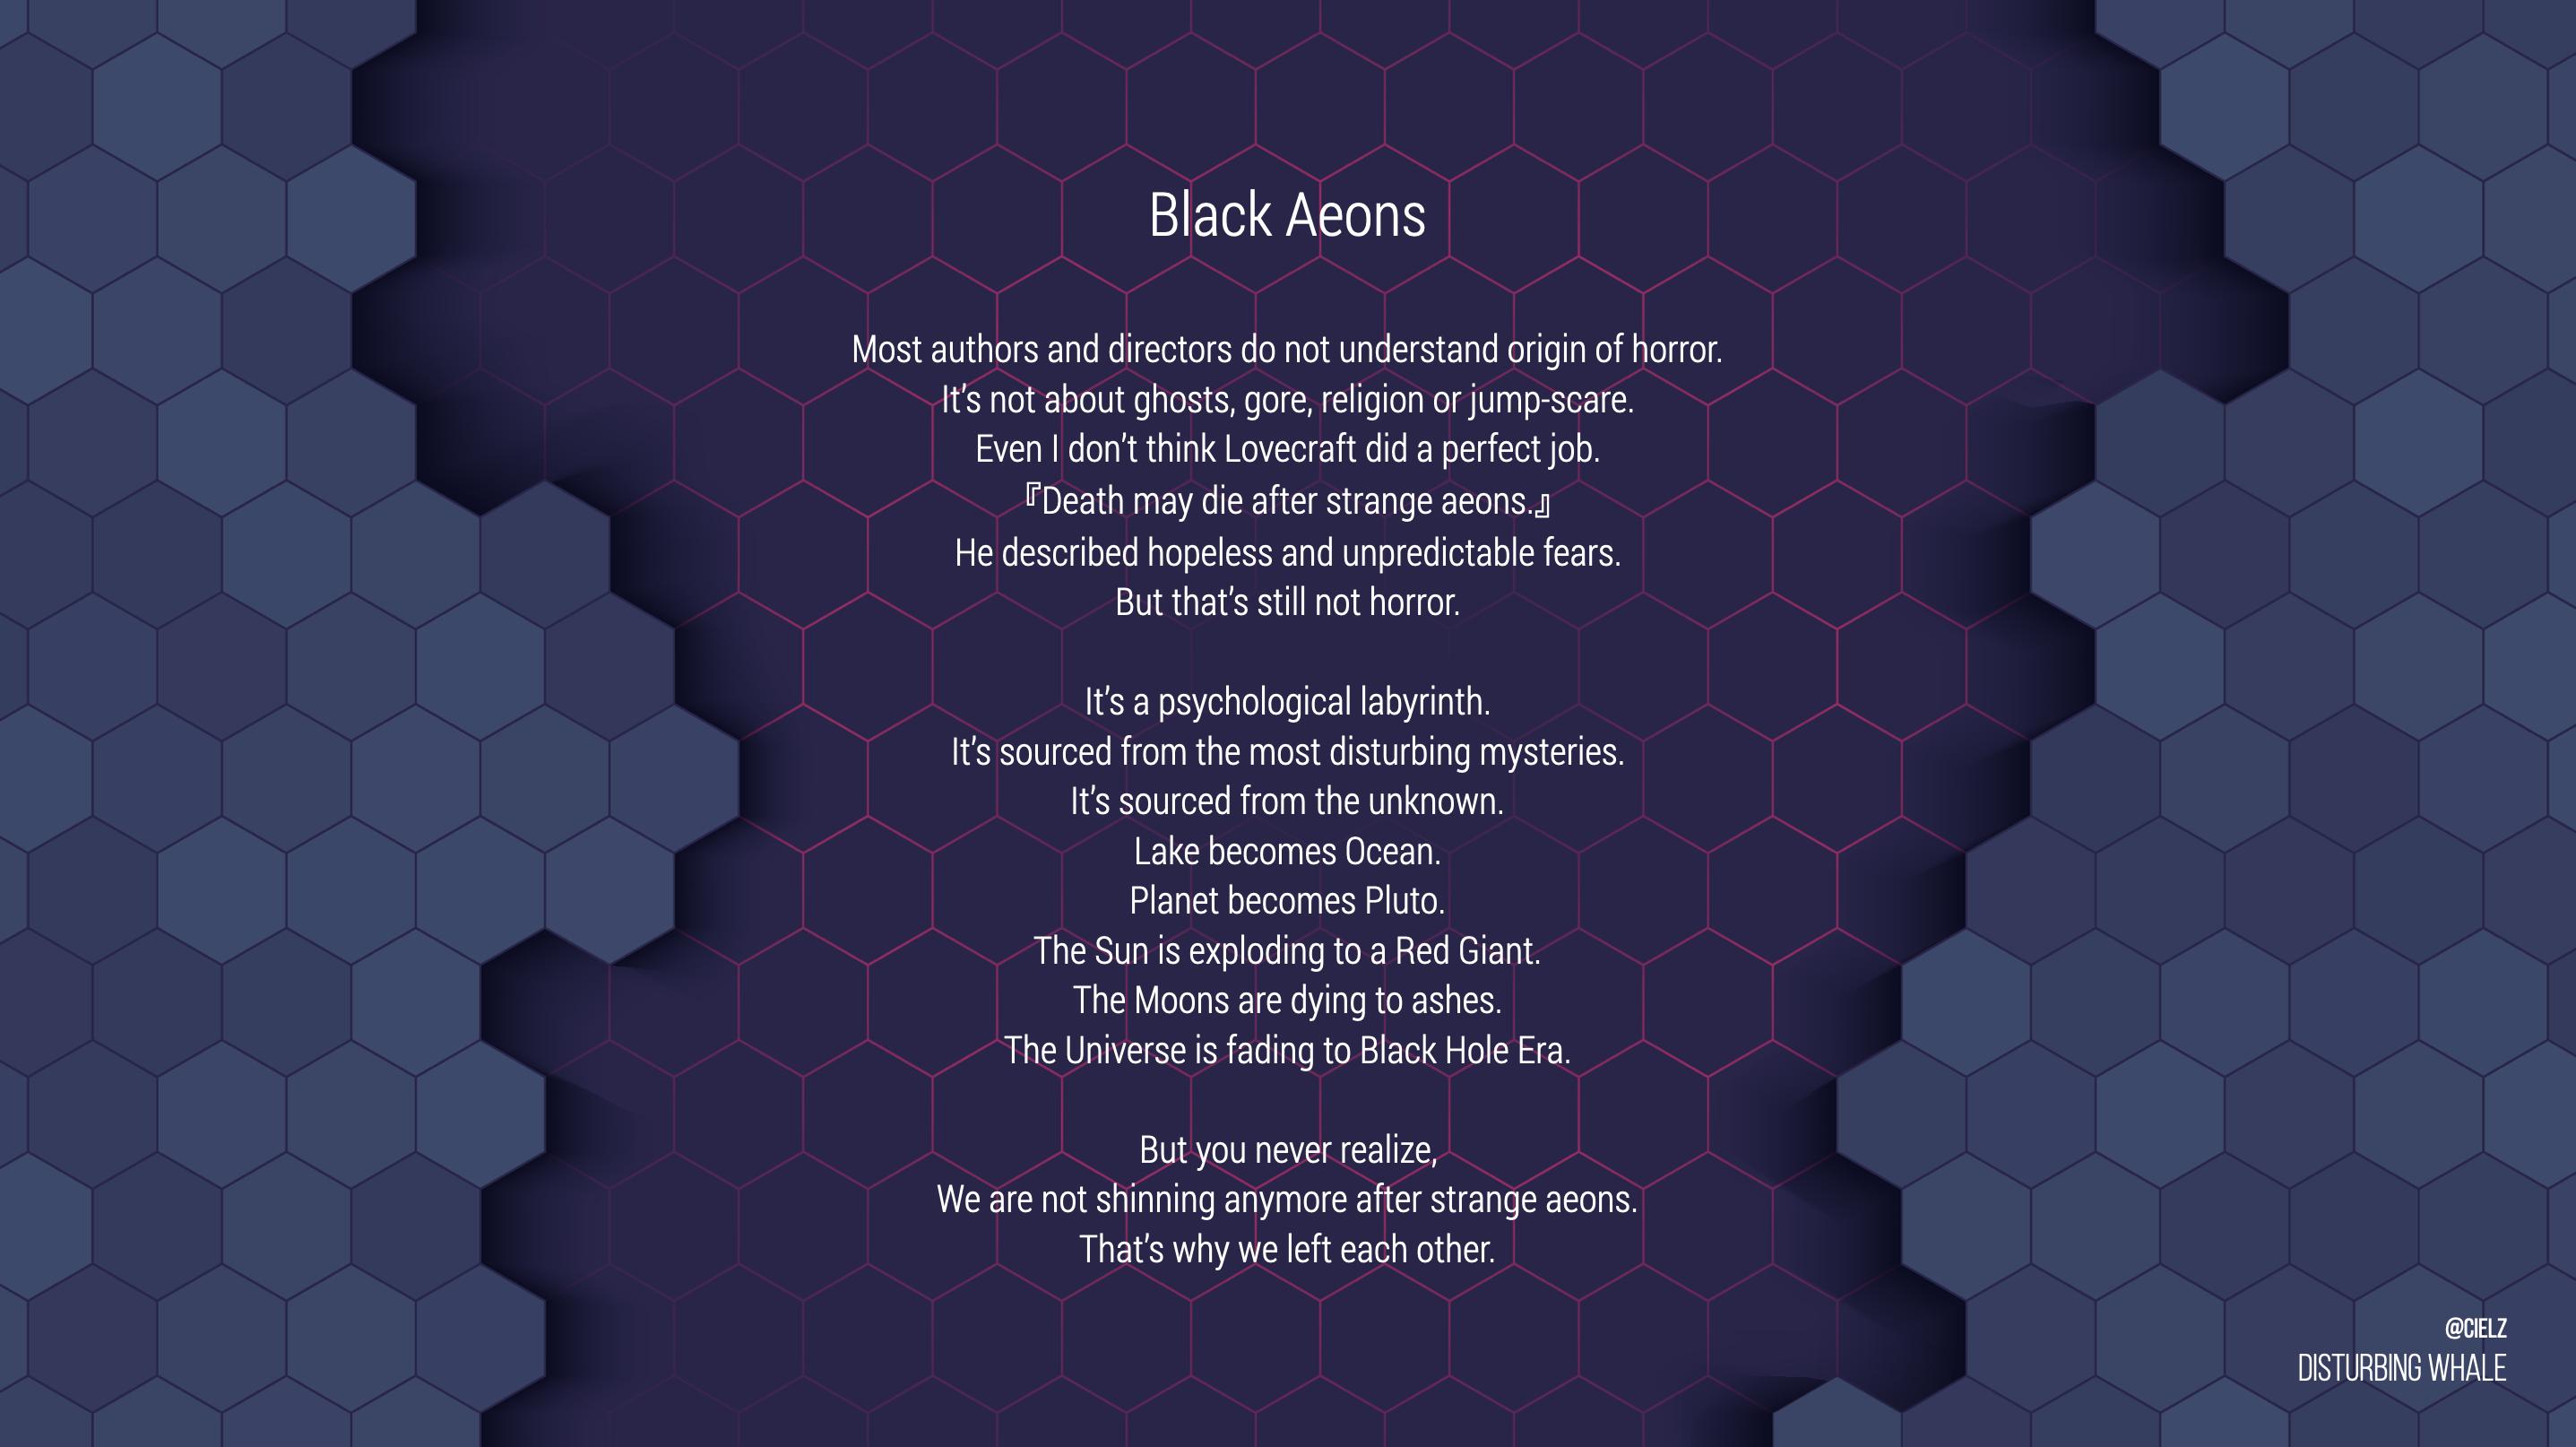 Black Aeons
Most authors and directors do not understand origin of horror.
It’s not about ghosts, gore, religion or jump-scare.
Even I don’t think Lovecraft did a perfect job.
『Death may die after strange aeons.』
He described hopeless and unpredictable fears.
But that’s still not horror.
It’s a psychological labyrinth.
It’s sourced from the most disturbing mysteries.
It’s sourced from the unknown.
Lake becomes Ocean.
Planet becomes Pluto.
The Sun is exploding to a Red Giant.
The Moons are dying to ashes.
The Universe is fading to Black Hole Era.
But you never realize,
We are not shinning anymore after strange aeons.
That’s why we left each other.
@CIELZ
DISTURBING WHALE